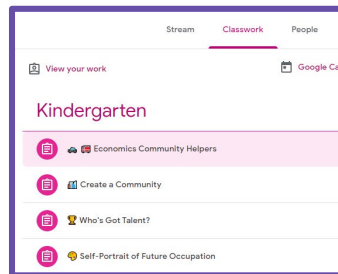 Stream Classwork People
View your work Google Ca
Kindergarten
Economics Community Helpers
Create a Community
Who's Got Talent?
Self-Portrait of Future Occupation